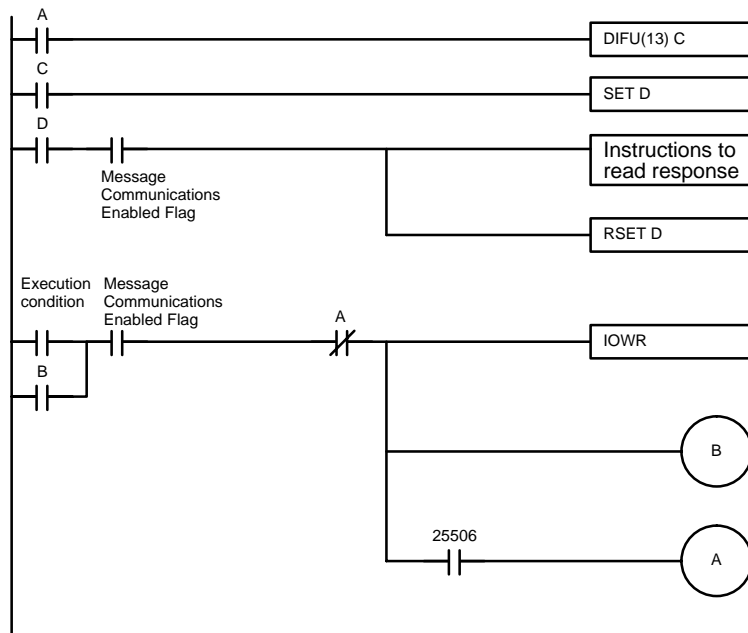 A
DIFU(13) C
C
SET D
D
Message
Communications
Enabled Flag
Instructions to
read response
RSET D
Execution
condition
Message
Communications
Enabled Flag
A
IOWR
B
B
25506
A